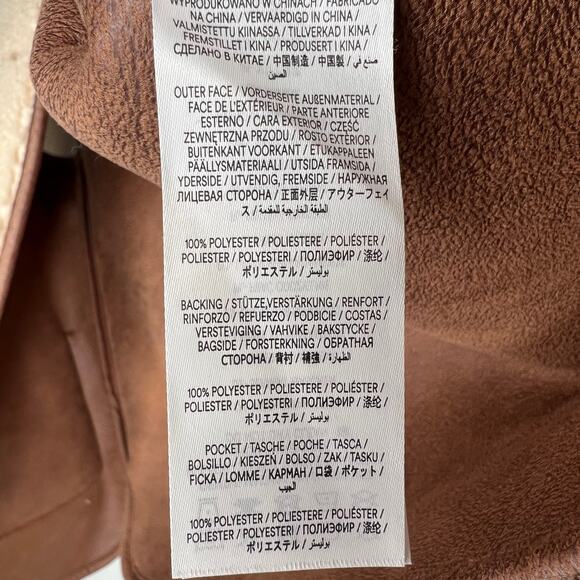 WYPRODUKOWANO W CHINACH / FABRICADO
NA CHINA / VERVAARDIGD IN CHINA /
VALMISTETTU KIINASSA / TILLVERKAD I KINA /
FREMSTILLET I KINA / PRODUSERT I KINA /
СДЕЛАНО В КИТАЕ / 中国制造 / 中国製 / صنع في
الصين
OUTER FACE / VORDERSEITE AUßENMATERIAL /
FACE DE L'EXTÉRIEUR / PARTE ANTERIORE
ESTERNO / CARA EXTERIOR / CZĘŚĆ
ZEWNĘTRZNA PRZODU / ROSTO EXTERIOR /
BUITENKANT VOORKANT / ETUKAPPALEEN
PÄÄLLYSMATERIAALI / UTSIDA FRAMSIDA /
YDERSIDE / UTVENDIG, FREMSIDE / НАРУЖНАЯ
ЛИЦЕВАЯ СТОРОНА / 正面外层 / アウターフェイ
ス / الطبقة الخارجية للمقدمة
100% POLYESTER / POLIESTERE / POLIÉSTER /
POLIESTER / POLYESTERI / ПОЛИЭФИР / 涤纶 /
ポリエステル / بوليستر
BACKING / STÜTZE,VERSTÄRKUNG / RENFORT /
RINFORZO / REFUERZO / PODBICIE / COSTAS /
VERSTEVIGING / VAHVIKE / BAKSTYCKE /
BAGSIDE / FORSTERKNING / ОБРАТНАЯ
СТОРОНА / 背衬 / 補強 / الظهارة
100% POLYESTER / POLIESTERE / POLIÉSTER /
POLIESTER / POLYESTERI / ПОЛИЭФИР / 涤纶 /
ポリエステル / بوليستر
POCKET / TASCHE / POCHE / TASCA /
BOLSILLO / KIESZEŃ / BOLSO / ZAK / TASKU /
FICKA / LOMME / КАРМАН / 口袋 / ポケット /
الجيب
100% POLYESTER / POLIESTERE / POLIÉSTER /
POLIESTER / POLYESTERI / ПОЛИЭФИР / 涤纶 /
ポリエステル / بوليستر